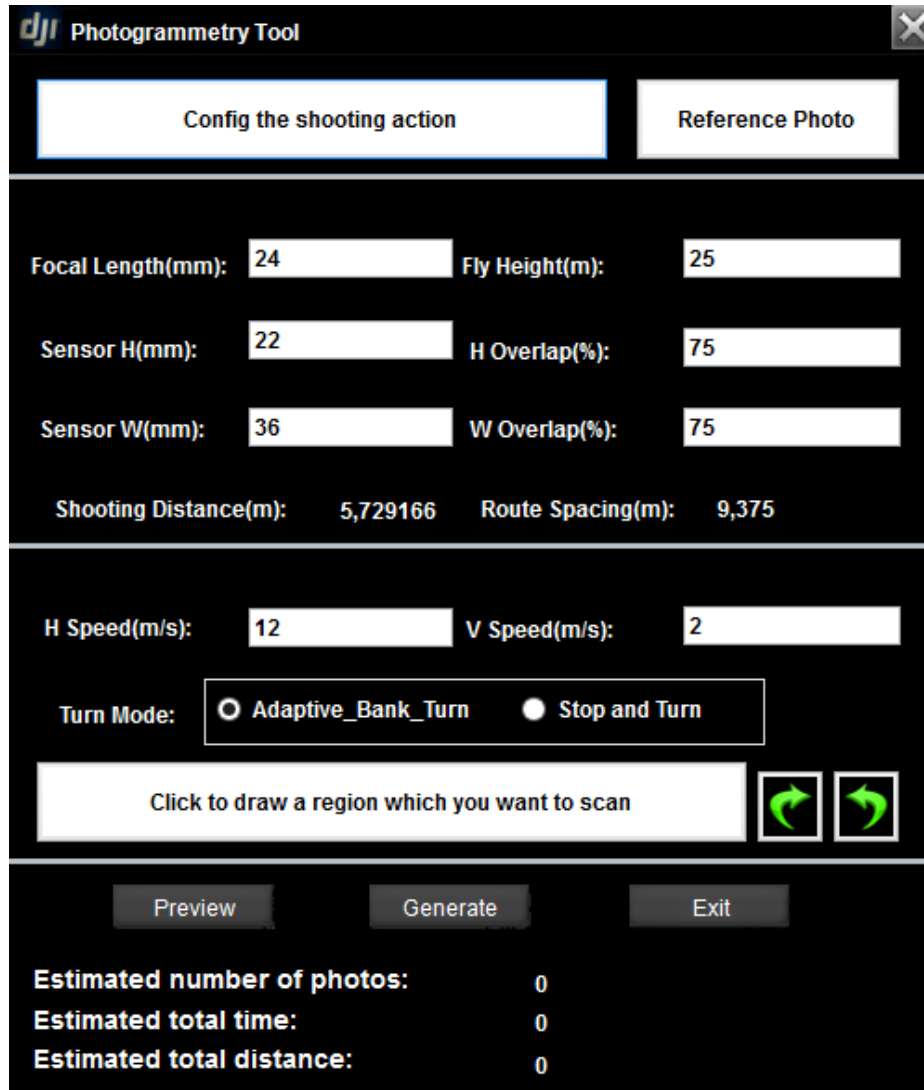 dji Photogrammetry Tool
Config the shooting action Reference Photo
Focal Length(mm): 24 Fly Height(m): 25
Sensor H(mm): 22 H Overlap(%): 75
Sensor W(mm): 36 W Overlap(%): 75
Shooting Distance(m): 5,729166 Route Spacing(m): 9,375
H Speed(m/s): 12 V Speed(m/s): 2
Turn Mode: Adaptive_Bank_Turn Stop and Turn
Click to draw a region which you want to scan
Preview Generate Exit
Estimated number of photos: 0
Estimated total time: 0
Estimated total distance: 0